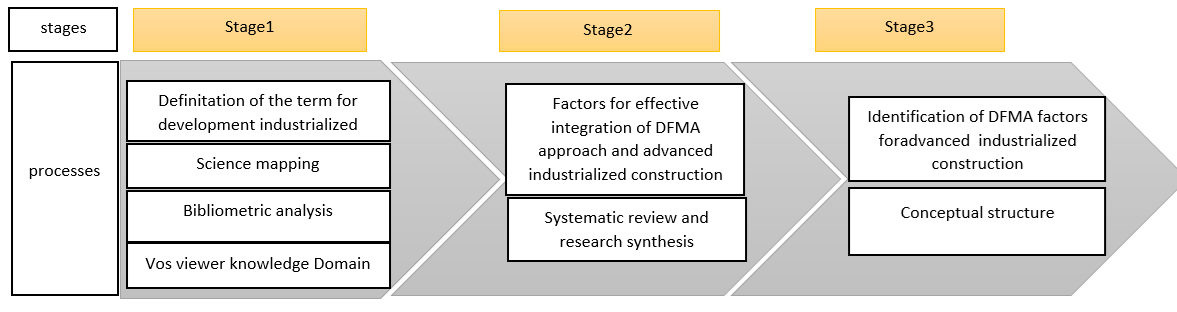 stages
Stage1
Stage2
Stage3
processes
Definitation of the term for
development industrialized
Science mapping
Bibliometric analysis
Vos viewer knowledge Domain
Factors for effective
integration of DFMA
approach and advanced
industrialized construction
Systematic review and
research synthesis
Identification of DFMA factors
foradvanced industrialized
construction
Conceptual structure